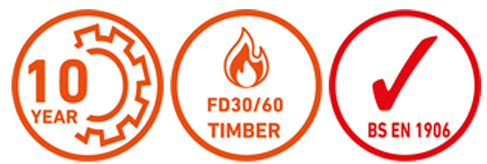 10
YEAR
FD30/60
TIMBER
BS EN 1906